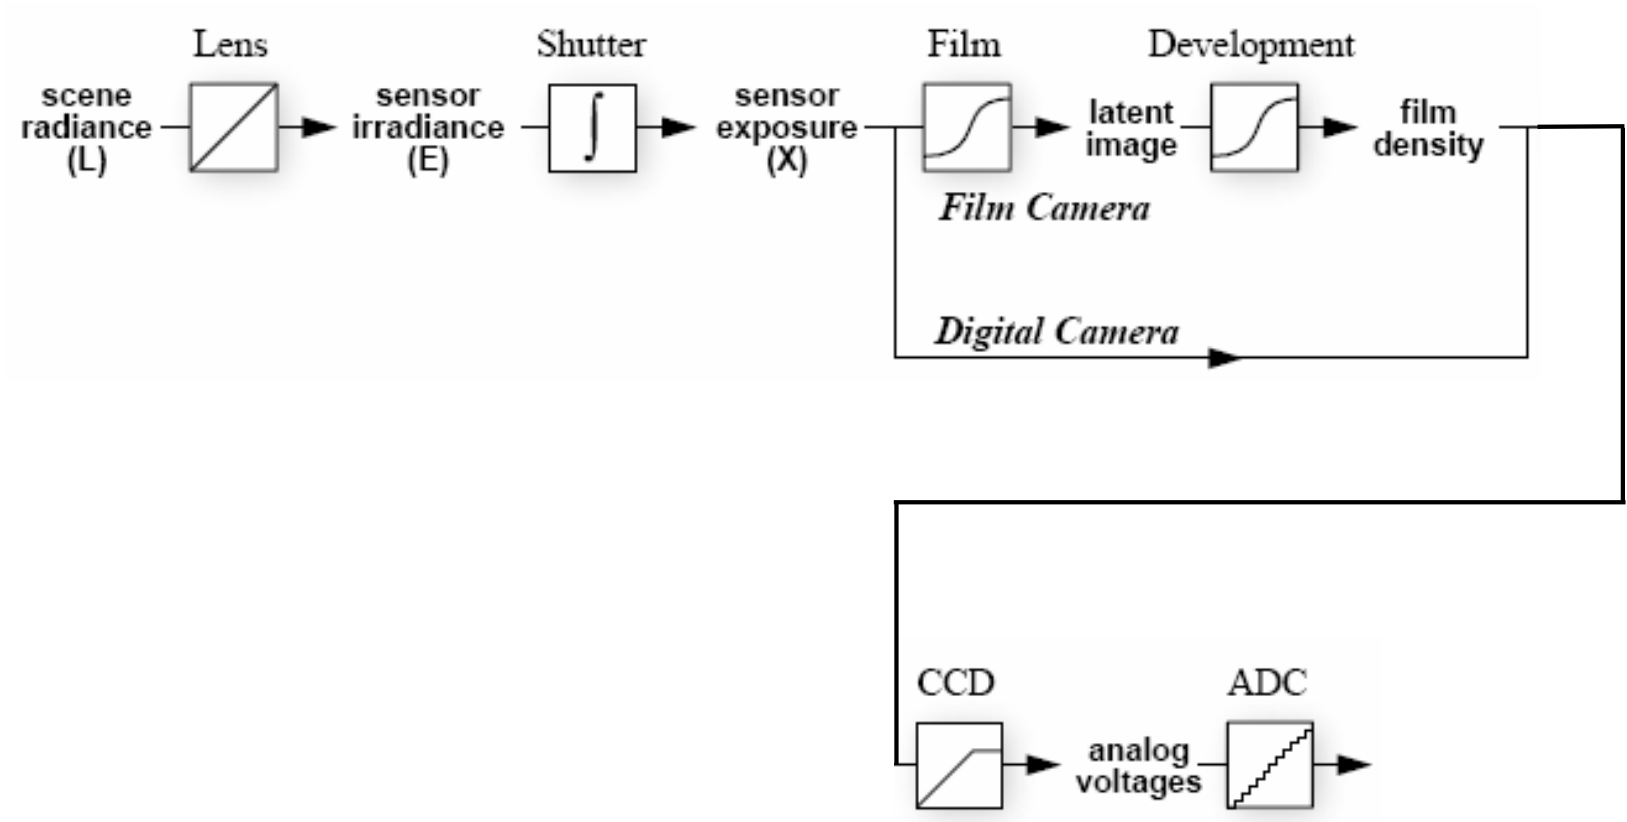 Lens
Shutter
Film
Development
scene
radiance
(L)
sensor
irradiance
(E)
∫
sensor
exposure
(X)
latent
image
film
density
Film Camera
Digital Camera
CCD
ADC
analog
voltages